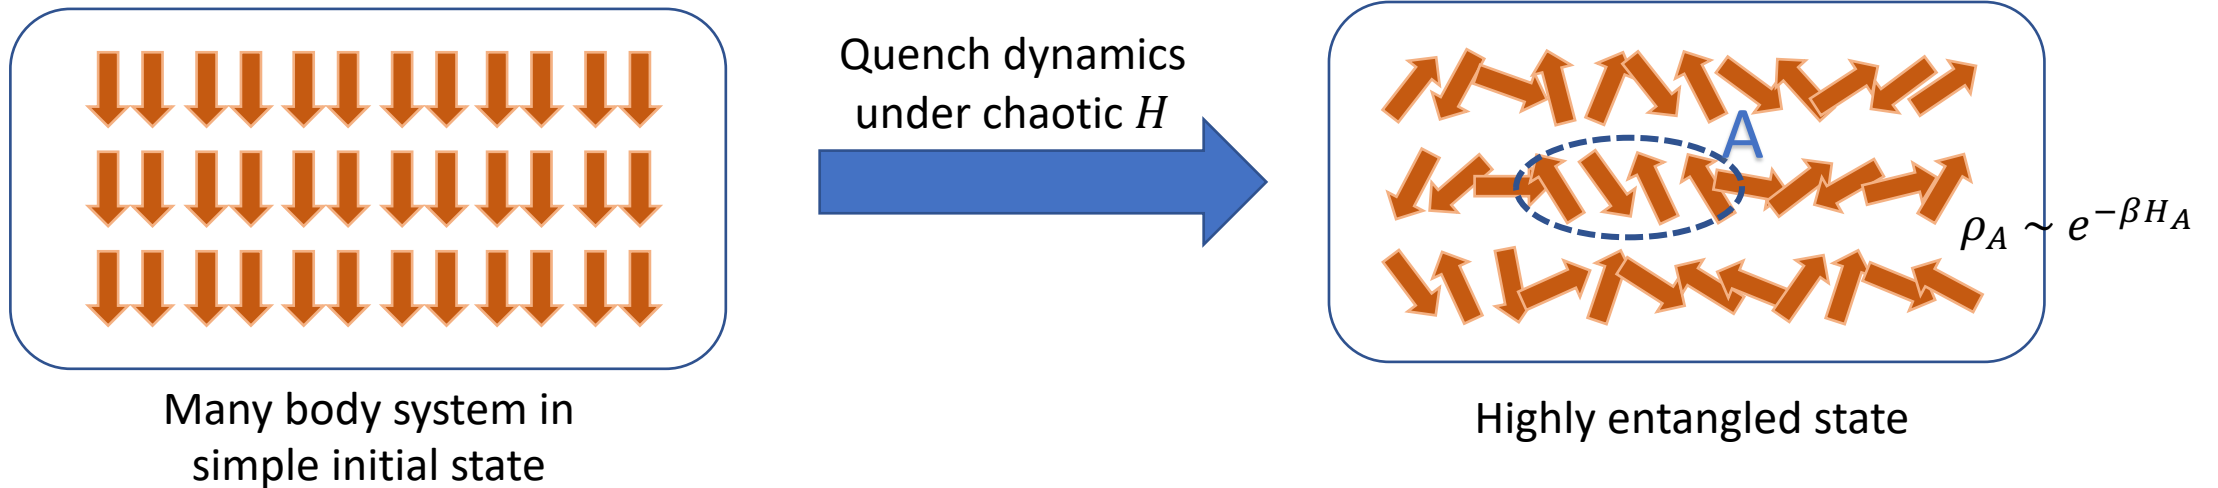 Many body system in
simple initial state
Quench dynamics
under chaotic H
A
ρ_A ~ e^{-βH_A}
Highly entangled state